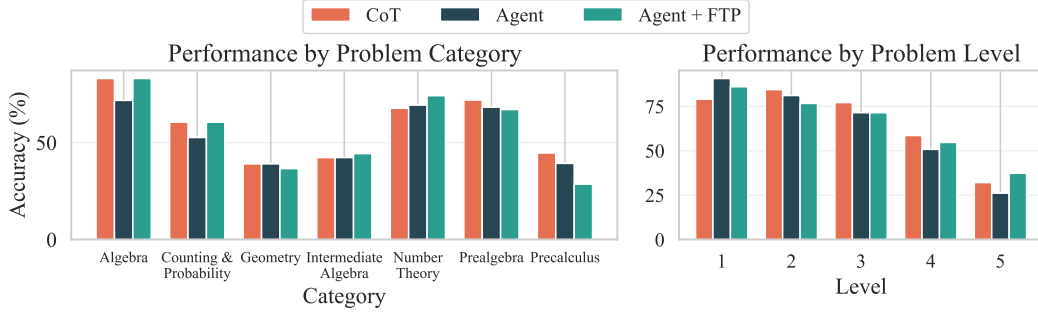 CoT Agent Agent + FTP
Performance by Problem Category
Accuracy (%)
50
0
Algebra
Counting &
Probability
Geometry
Intermediate
Algebra
Number
Theory
Prealgebra
Precalculus
Category
Performance by Problem Level
75
50
25
0
1 2 3 4 5
Level